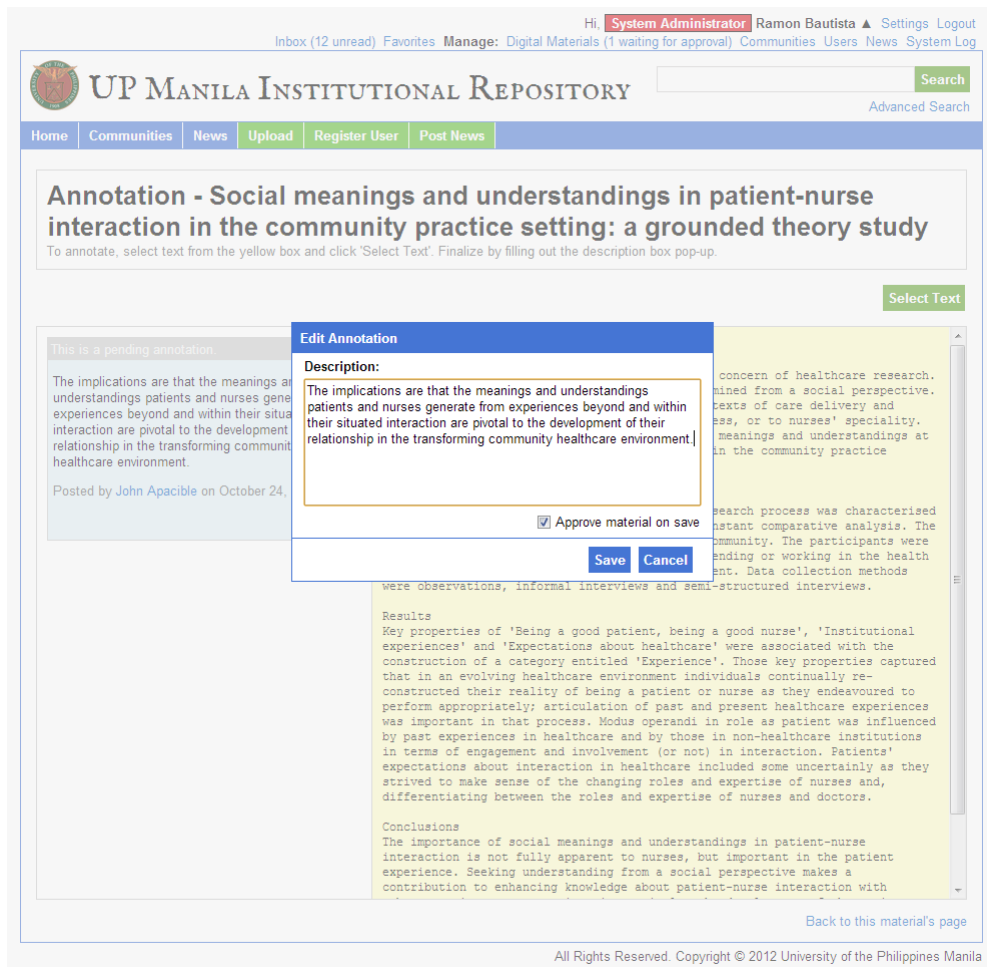 Hi, System Administrator Ramon Bautista ▲ Settings Logout
Inbox (12 unread) Favorites Manage: Digital Materials (1 waiting for approval) Communities Users News System Log
UP Manila Institutional Repository
Search
Advanced Search
Home Communities News Upload Register User Post News
Annotation - Social meanings and understandings in patient-nurse
interaction in the community practice setting: a grounded theory study
To annotate, select text from the yellow box and click 'Select Text'. Finalize by filling out the description box pop-up.
Select Text
This is a pending annotation.
The implications are that the meanings an
understandings patients and nurses gene
experiences beyond and within their situa
interaction are pivotal to the development
relationship in the transforming communit
healthcare environment.
Posted by John Apacible on October 24,
Edit Annotation
Description:
The implications are that the meanings and understandings
patients and nurses generate from experiences beyond and within
their situated interaction are pivotal to the development of their
relationship in the transforming community healthcare environment.
Approve material on save
Save Cancel
concern of healthcare research.
mined from a social perspective.
texts of care delivery and
ess, or to nurses' speciality.
meanings and understandings at
in the community practice
search process was characterised
nstant comparative analysis. The
ommunity. The participants were
ending or working in the health
ent. Data collection methods
were observations, informal interviews and semi-structured interviews.
Results
Key properties of 'Being a good patient, being a good nurse', 'Institutional
experiences' and 'Expectations about healthcare' were associated with the
construction of a category entitled 'Experience'. Those key properties captured
that in an evolving healthcare environment individuals continually re-
constructed their reality of being a patient or nurse as they endeavoured to
perform appropriately; articulation of past and present healthcare experiences
was important in that process. Modus operandi in role as patient was influenced
by past experiences in healthcare and by those in non-healthcare institutions
in terms of engagement and involvement (or not) in interaction. Patients'
expectations about interaction in healthcare included some uncertainly as they
strived to make sense of the changing roles and expertise of nurses and,
differentiating between the roles and expertise of nurses and doctors.
Conclusions
The importance of social meanings and understandings in patient-nurse
interaction is not fully apparent to nurses, but important in the patient
experience. Seeking understanding from a social perspective makes a
contribution to enhancing knowledge about patient-nurse interaction with
Back to this material's page
All Rights Reserved. Copyright © 2012 University of the Philippines Manila